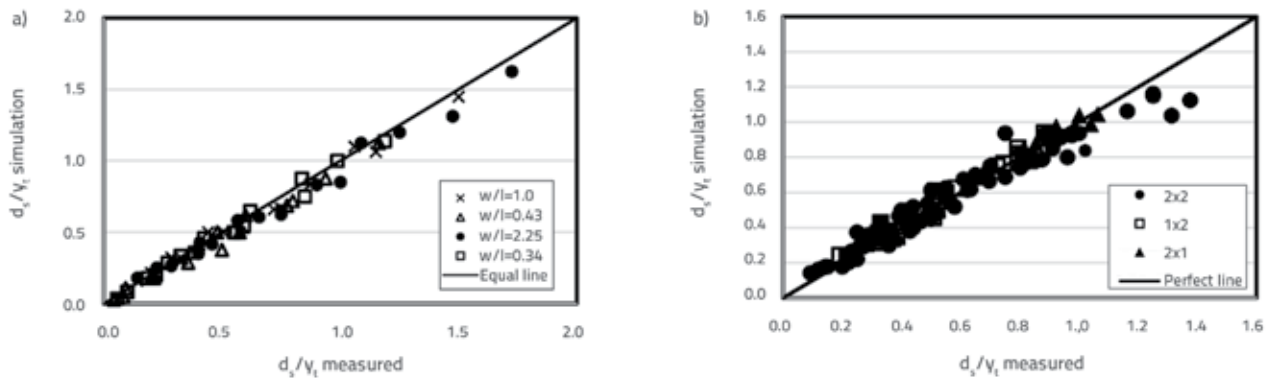 a)
2.0
1.5
1.0
0.5
0.0
d_s/y_t simulation
w/l=1.0
w/l=0.43
w/l=2.25
w/l=0.34
Equal line
0.0 0.5 1.0 1.5 2.0
d_s/y_t measured
b)
1.6
1.4
1.2
1.0
0.8
0.6
0.4
0.2
0.0
d_s/y_t simulation
2x2
1x2
2x1
Perfect line
0.0 0.2 0.4 0.6 0.8 1.,0 1.2 1.4 1.6
d_s/y_t measured